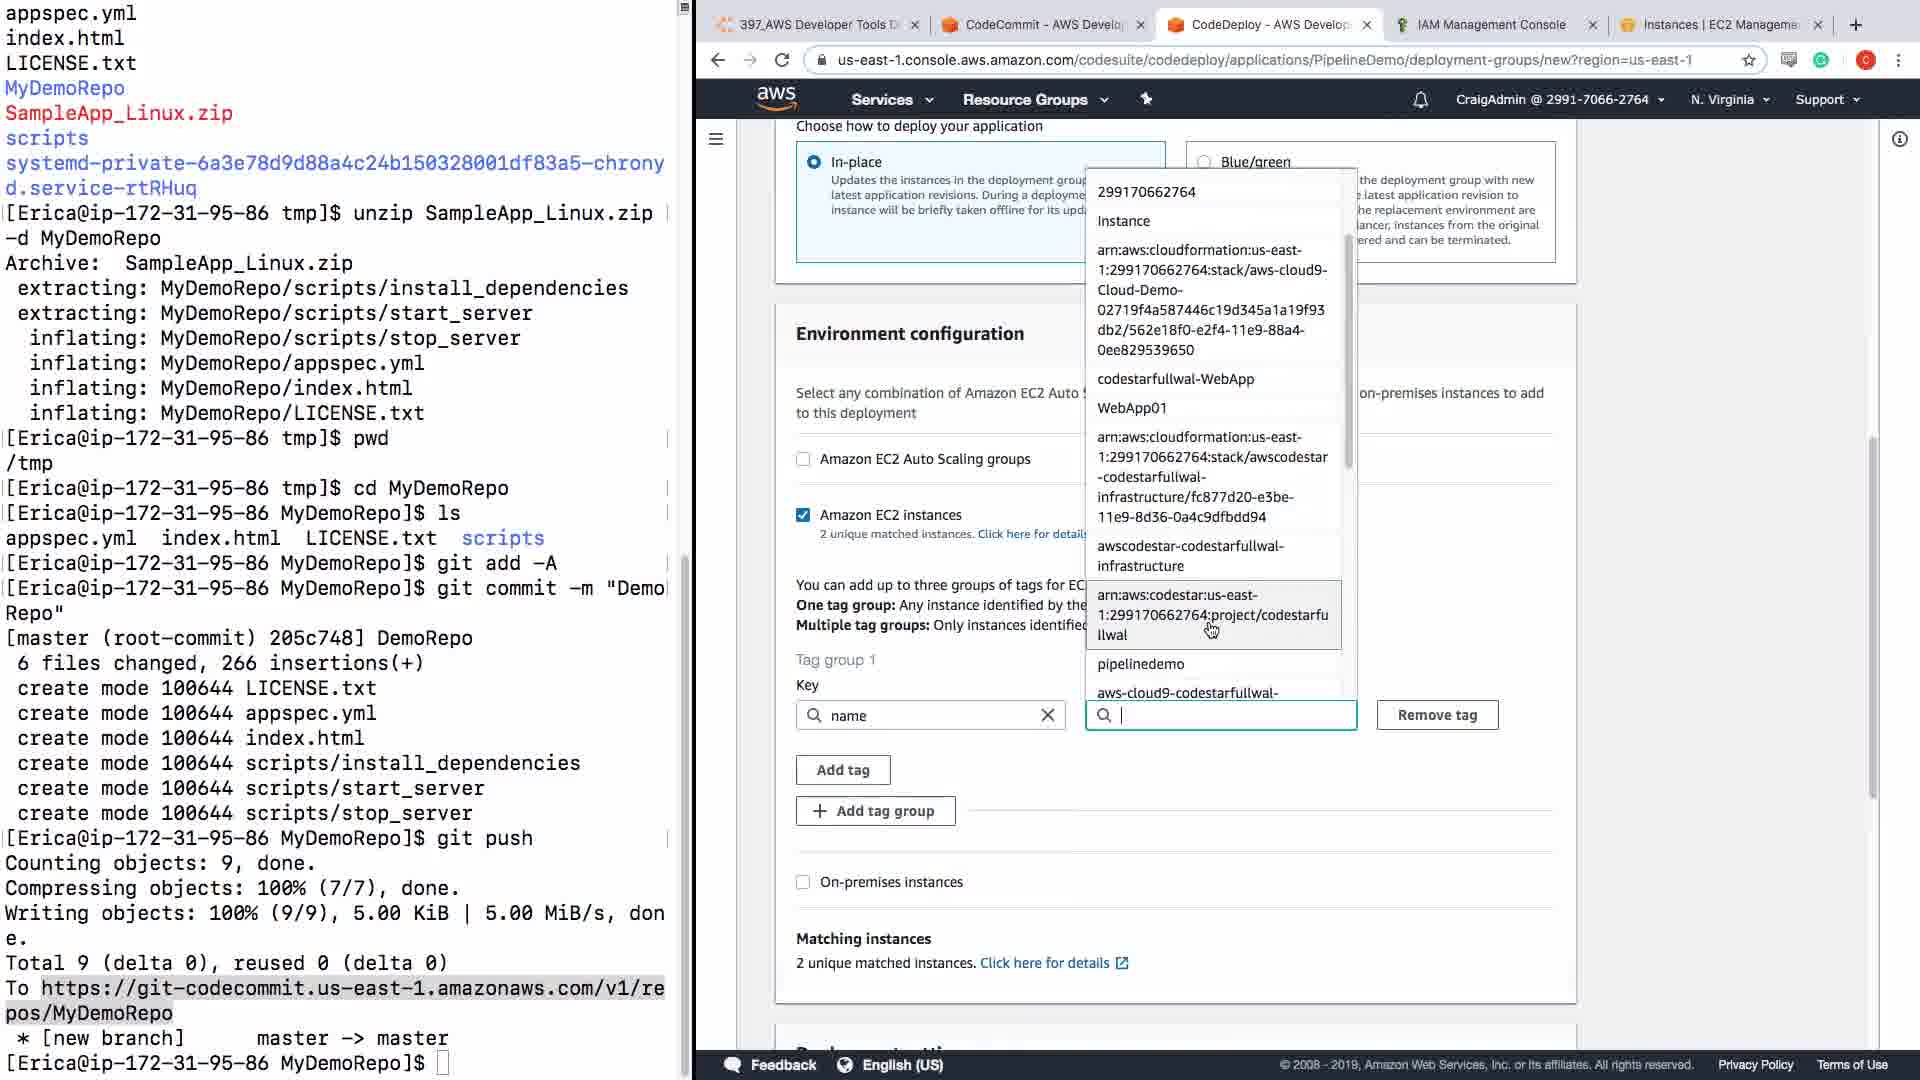 appspec.yml
index.html
LICENSE.txt
MyDemoRepo
SampleApp_Linux.zip
scripts
systemd-private-6a3e78d9d88a4c24b150328001df83a5-chrony
d.service-rtRHuq
[Erica@ip-172-31-95-86 tmp]$ unzip SampleApp_Linux.zip
-d MyDemoRepo
Archive:  SampleApp_Linux.zip
extracting: MyDemoRepo/scripts/install_dependencies
extracting: MyDemoRepo/scripts/start_server
inflating: MyDemoRepo/scripts/stop_server
inflating: MyDemoRepo/appspec.yml
inflating: MyDemoRepo/index.html
inflating: MyDemoRepo/LICENSE.txt
[Erica@ip-172-31-95-86 tmp]$ pwd
/tmp
[Erica@ip-172-31-95-86 tmp]$ cd MyDemoRepo
[Erica@ip-172-31-95-86 MyDemoRepo]$ ls
appspec.yml  index.html  LICENSE.txt  scripts
[Erica@ip-172-31-95-86 MyDemoRepo]$ git add -A
[Erica@ip-172-31-95-86 MyDemoRepo]$ git commit -m "Demo
Repo"
[master (root-commit) 205c748] DemoRepo
6 files changed, 266 insertions(+)
create mode 100644 LICENSE.txt
create mode 100644 appspec.yml
create mode 100644 index.html
create mode 100644 scripts/install_dependencies
create mode 100644 scripts/start_server
create mode 100644 scripts/stop_server
[Erica@ip-172-31-95-86 MyDemoRepo]$ git push
Counting objects: 9, done.
Compressing objects: 100% (7/7), done.
Writing objects: 100% (9/9), 5.00 KiB | 5.00 MiB/s, don
e.
Total 9 (delta 0), reused 0 (delta 0)
To https://git-codecommit.us-east-1.amazonaws.com/v1/re
pos/MyDemoRepo
* [new branch]      master -> master
[Erica@ip-172-31-95-86 MyDemoRepo]$
397_AWS Developer Tools D
CodeCommit - AWS Develop
CodeDeploy - AWS Develop
IAM Management Console
Instances | EC2 Manageme
us-east-1.console.aws.amazon.com/codesuite/codedeploy/applications/PipelineDemo/deployment-groups/new?region=us-east-1
C
aws
Services
Resource Groups
CraigAdmin @ 2991-7066-2764
N. Virginia
Support
Choose how to deploy your application
In-place
Updates the instances in the deployment group
latest application revisions. During a deployme
instance will be briefly taken offline for its upda
Blue/green
the deployment group with new
latest application revision to
he replacement environment are
ancer, instances from the original
ered and can be terminated.
299170662764
Instance
arn:aws:cloudformation:us-east-
1:299170662764:stack/aws-cloud9-
Cloud-Demo-
02719f4a587446c19d345a1a19f93
db2/562e18f0-e2f4-11e9-88a4-
0ee829539650
codestarfullwal-WebApp
WebApp01
arn:aws:cloudformation:us-east-
1:299170662764:stack/awscodestar
-codestarfullwal-
infrastructure/fc877d20-e3be-
11e9-8d36-0a4c9dfbdd94
awscodestar-codestarfullwal-
infrastructure
arn:aws:codestar:us-east-
1:299170662764:project/codestarfu
llwal
pipelinedemo
aws-cloud9-codestarfullwal-
Environment configuration
Select any combination of Amazon EC2 Auto S
on-premises instances to add
to this deployment
Amazon EC2 Auto Scaling groups
Amazon EC2 instances
2 unique matched instances. Click here for details
You can add up to three groups of tags for EC
One tag group: Any instance identified by the
Multiple tag groups: Only instances identified
Tag group 1
Key
name
Remove tag
Add tag
Add tag group
On-premises instances
Matching instances
2 unique matched instances. Click here for details
Feedback
English (US)
© 2008 - 2019, Amazon Web Services, Inc. or its affiliates. All rights reserved.
Privacy Policy
Terms of Use